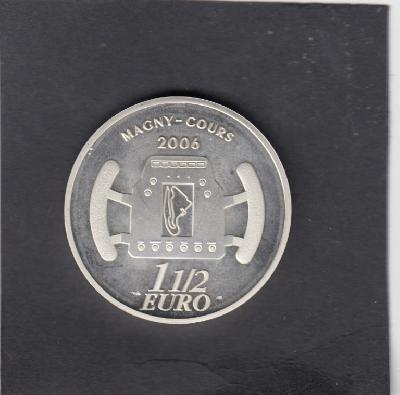 MAGNY-COURS
2006
1 1/2
EURO